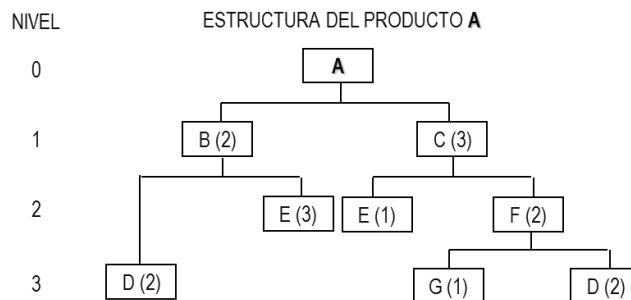 NIVEL ESTRUCTURA DEL PRODUCTO A
0 A
1 B (2) C (3)
2 E (3) E (1) F (2)
3 D (2) G (1) D (2)